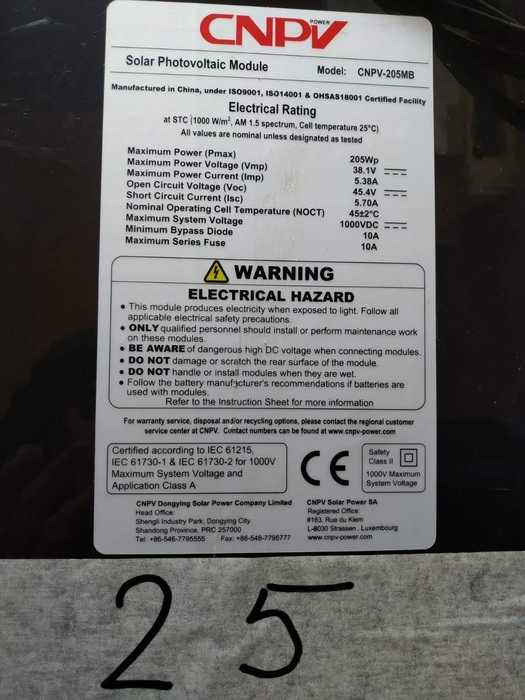 CNPV
POWER
Solar Photovoltaic Module
Model: CNPV-205MB
Manufactured in China, under ISO9001, ISO14001 & OHSAS18001 Certified Facility
Electrical Rating
at STC (1000 W/m², AM 1.5 spectrum, Cell temperature 25°C)
All values are nominal unless designated as tested
Maximum Power (Pmax) 205Wp
Maximum Power Voltage (Vmp) 38.1V
Maximum Power Current (Imp) 5.38A
Open Circuit Voltage (Voc) 45.4V
Short Circuit Current (Isc) 5.70A
Nominal Operating Cell Temperature (NOCT) 45±2°C
Maximum System Voltage 1000VDC
Minimum Bypass Diode 10A
Maximum Series Fuse 10A
WARNING
ELECTRICAL HAZARD
• This module produces electricity when exposed to light. Follow all
applicable electrical safety precautions.
• ONLY qualified personnel should install or perform maintenance work
on these modules.
• BE AWARE of dangerous high DC voltage when connecting modules.
• DO NOT damage or scratch the rear surface of the module.
• DO NOT handle or install modules when they are wet.
• Follow the battery manufacturer's recommendations if batteries are
used with modules.
Refer to the Instruction Sheet for more information
For warranty service, disposal and/or recycling options, please contact the regional customer
service center at CNPV. Contact numbers can be found at www.cnpv-power.com
Certified according to IEC 61215,
IEC 61730-1 & IEC 61730-2 for 1000V
Maximum System Voltage and
Application Class A
CE
Safety
Class II
1000V Maximum
System Voltage
CNPV Dongying Solar Power Company Limited
Head Office:
Shengli Industry Park, Dongying City
Shandong Province, PRC 257000
Tel: +86-546-7795555 Fax: +86-546-7795777
CNPV Solar Power SA
Registered Office:
#163, Rue du Kiem
L-8030 Strassen, Luxembourg
www.cnpv-power.com
25